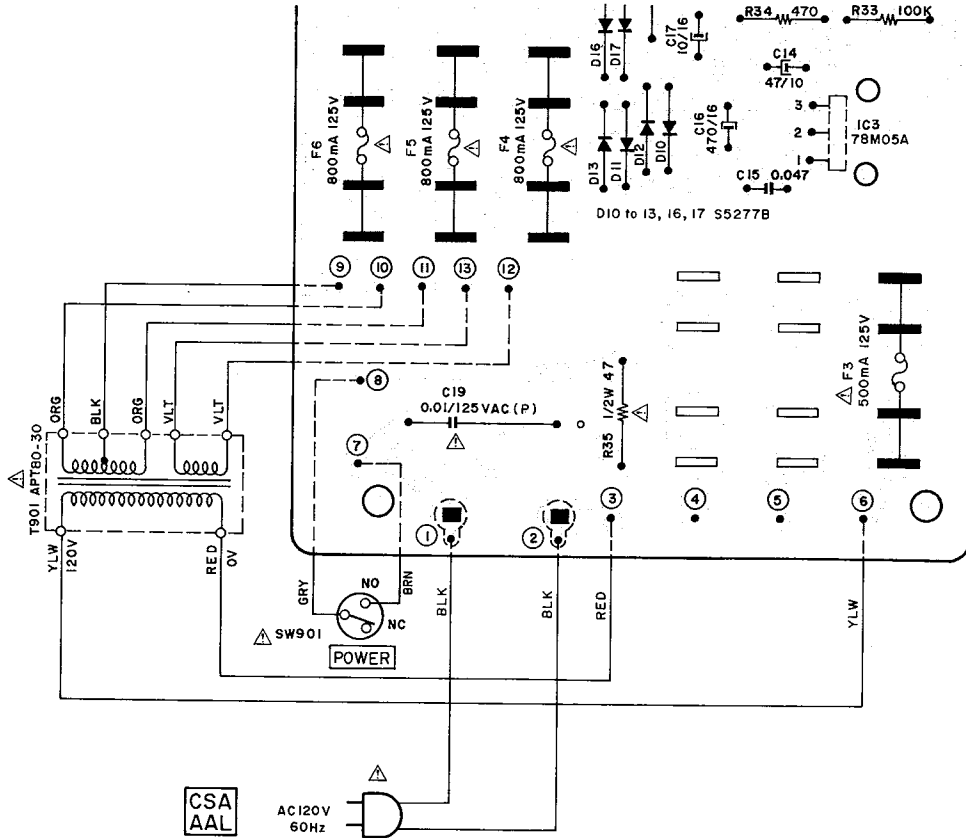 R34 470
R33 100K
D16
D17
C17
10/16
C14
47/10
F6
800mA 125V
F5
800mA 125V
F4
800mA 125V
D13
D11
D12
D10
C16
470/16
3
2
1
IC3
78M05A
C15 0.047
D10 to 13, 16, 17 S5277B
9
10
11
13
12
8
C19
0.01/125 VAC (P)
R35 1/2W 47
F3
500mA 125V
7
ORG
BLK
ORG
VLT
VLT
T901 APT80-30
YLW
120V
RED
0V
1
2
3
4
5
6
GRY
NO
BRN
NC
SW901
POWER
BLK
BLK
RED
YLW
CSA
AAL
AC120V
60Hz